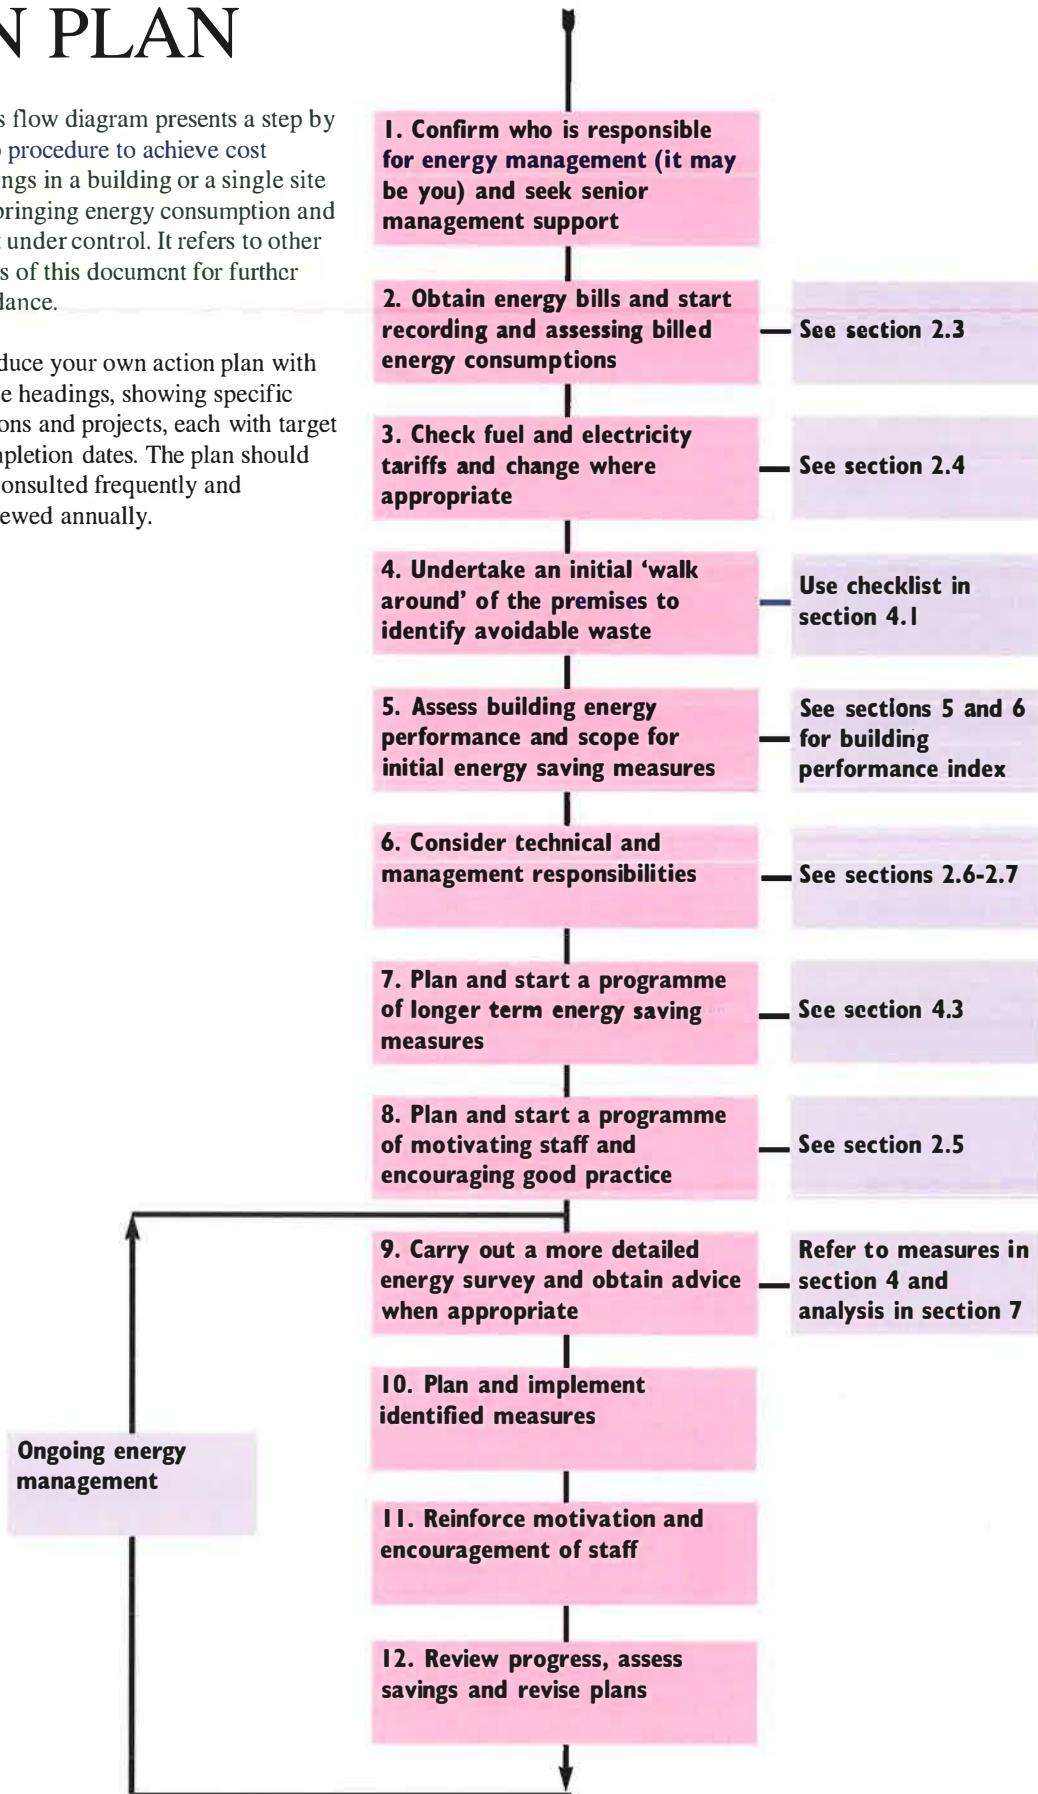 N PLAN
s flow diagram presents a step by
procedure to achieve cost
ings in a building or a single site
bringing energy consumption and
t under control. It refers to other
s of this document for further
dance.
duce your own action plan with
e headings, showing specific
ons and projects, each with target
mpletion dates. The plan should
onsulted frequently and
ewed annually.
1. Confirm who is responsible
for energy management (it may
be you) and seek senior
management support
2. Obtain energy bills and start
recording and assessing billed
energy consumptions
See section 2.3
3. Check fuel and electricity
tariffs and change where
appropriate
See section 2.4
4. Undertake an initial ‘walk
around’ of the premises to
identify avoidable waste
Use checklist in
section 4.1
5. Assess building energy
performance and scope for
initial energy saving measures
See sections 5 and 6
for building
performance index
6. Consider technical and
management responsibilities
See sections 2.6-2.7
7. Plan and start a programme
of longer term energy saving
measures
See section 4.3
8. Plan and start a programme
of motivating staff and
encouraging good practice
See section 2.5
9. Carry out a more detailed
energy survey and obtain advice
when appropriate
Refer to measures in
section 4 and
analysis in section 7
10. Plan and implement
identified measures
Ongoing energy
management
11. Reinforce motivation and
encouragement of staff
12. Review progress, assess
savings and revise plans